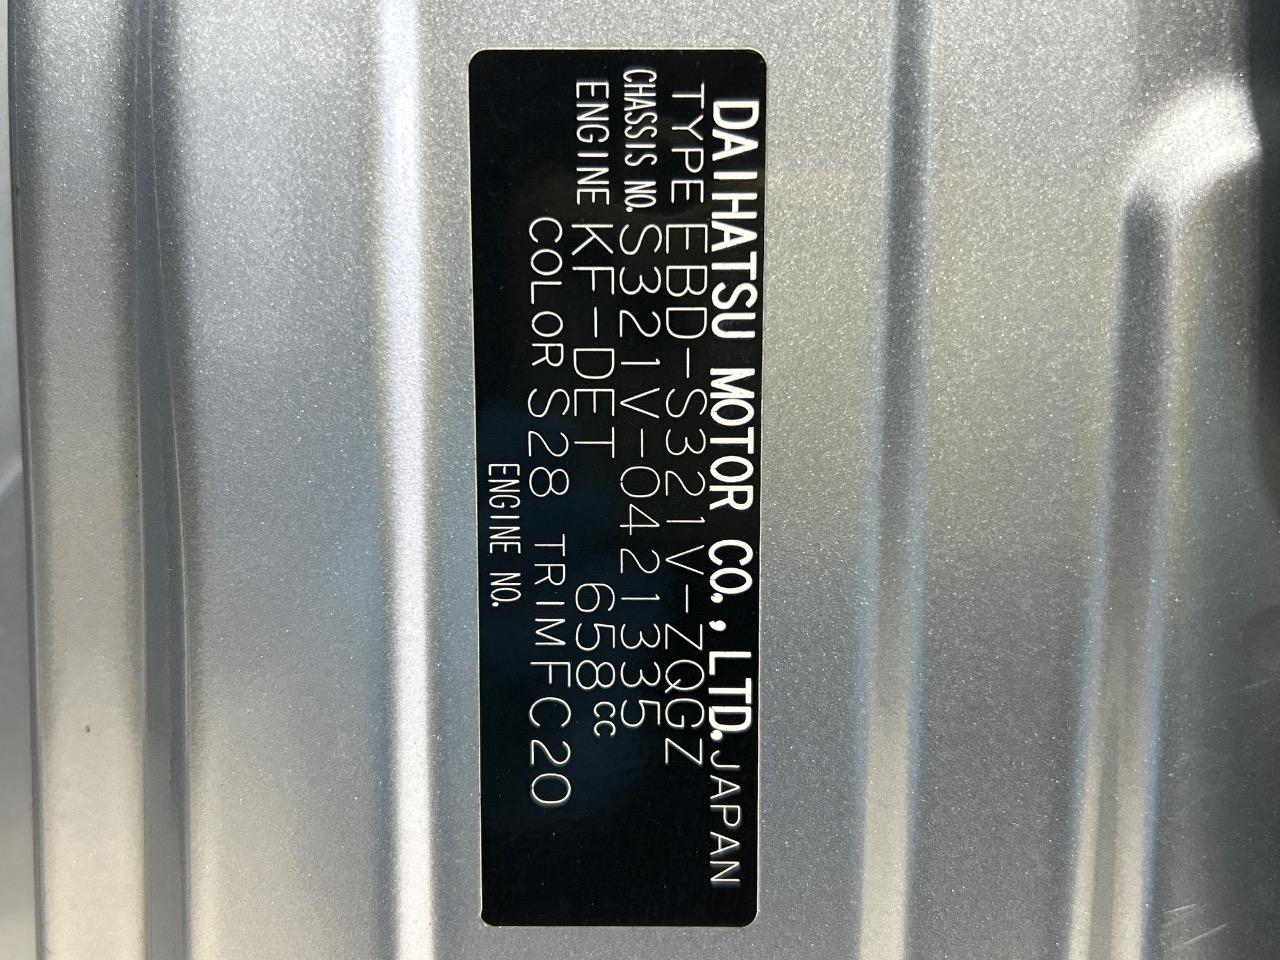 DAIHATSU MOTOR CO., LTD. JAPAN
TYPE EBD-S321V-ZQGZ
CHASSIS NO. S321V-0421335
ENGINE KF-DET 658cc
COLOR S28 TRIM FC20
ENGINE NO.